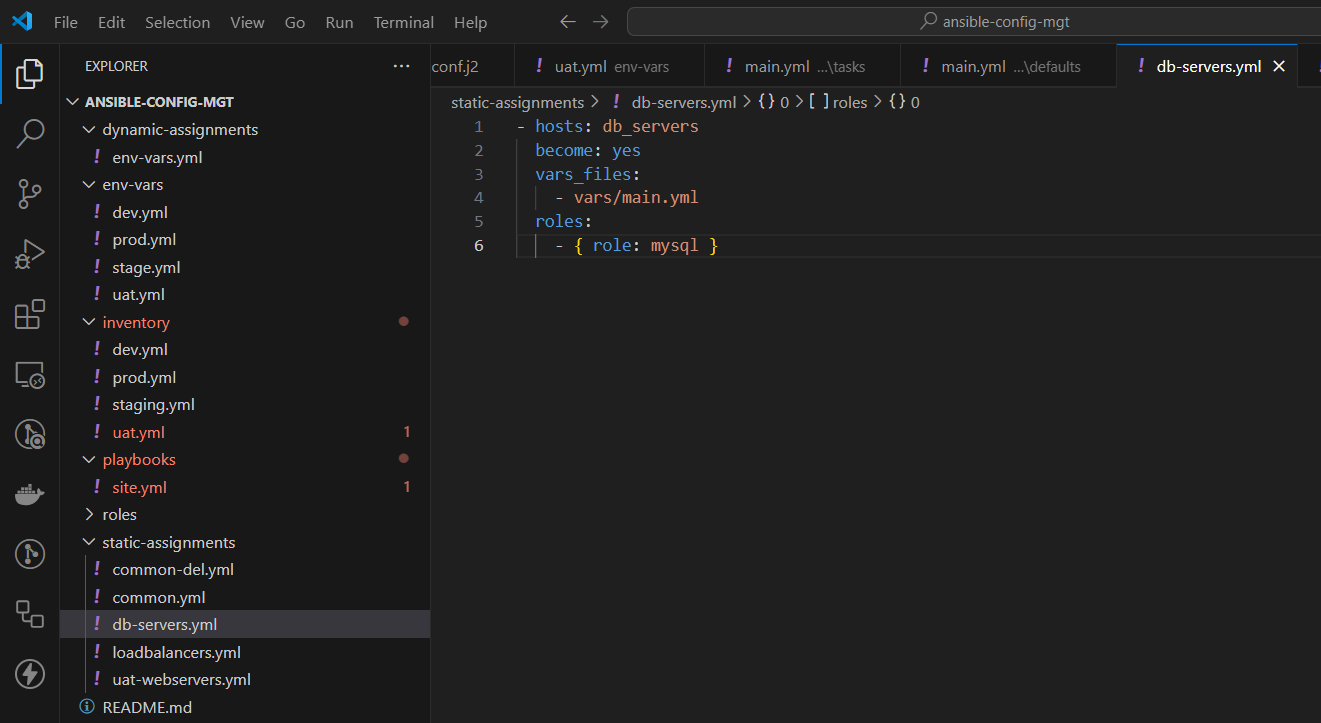 File Edit Selection View Go Run Terminal Help
ansible-config-mgt
EXPLORER
ANSIBLE-CONFIG-MGT
dynamic-assignments
! env-vars.yml
env-vars
! dev.yml
! prod.yml
! stage.yml
! uat.yml
inventory
! dev.yml
! prod.yml
! staging.yml
! uat.yml 1
playbooks
! site.yml 1
roles
static-assignments
! common-del.yml
! common.yml
! db-servers.yml
! loadbalancers.yml
! uat-webservers.yml
README.md
conf.j2 ! uat.yml env-vars ! main.yml ...\tasks ! main.yml ...\defaults ! db-servers.yml
static-assignments > ! db-servers.yml > {} 0 > [ ] roles > {} 0
1 - hosts: db_servers
2 become: yes
3 vars_files:
4 - vars/main.yml
5 roles:
6 - { role: mysql }